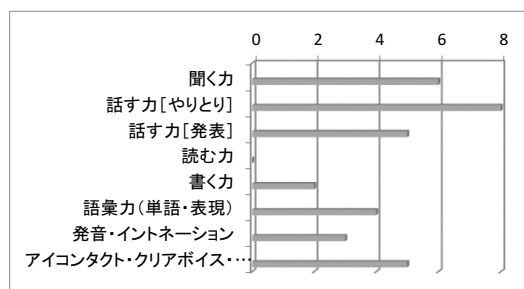 0 2 4 6 8
聞く力
話す力[やりとり]
話す力[発表]
読む力
書く力
語彙力(単語・表現)
発音・イントネーション
アイコンタクト・クリアボイス・…